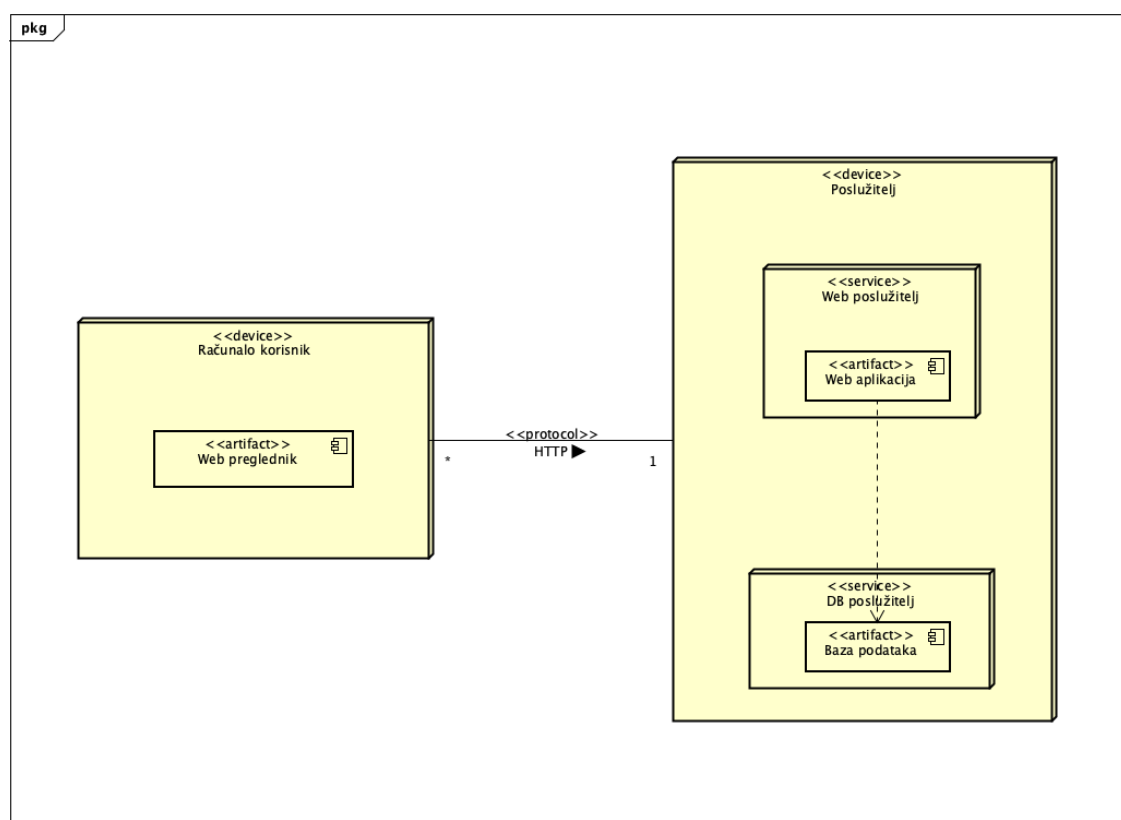 pkg
<<device>>
Računalo korisnik
<<artifact>>
Web preglednik
<<protocol>>
HTTP
*
1
<<device>>
Poslužitelj
<<service>>
Web poslužitelj
<<artifact>>
Web aplikacija
<<service>>
DB poslužitelj
<<artifact>>
Baza podataka